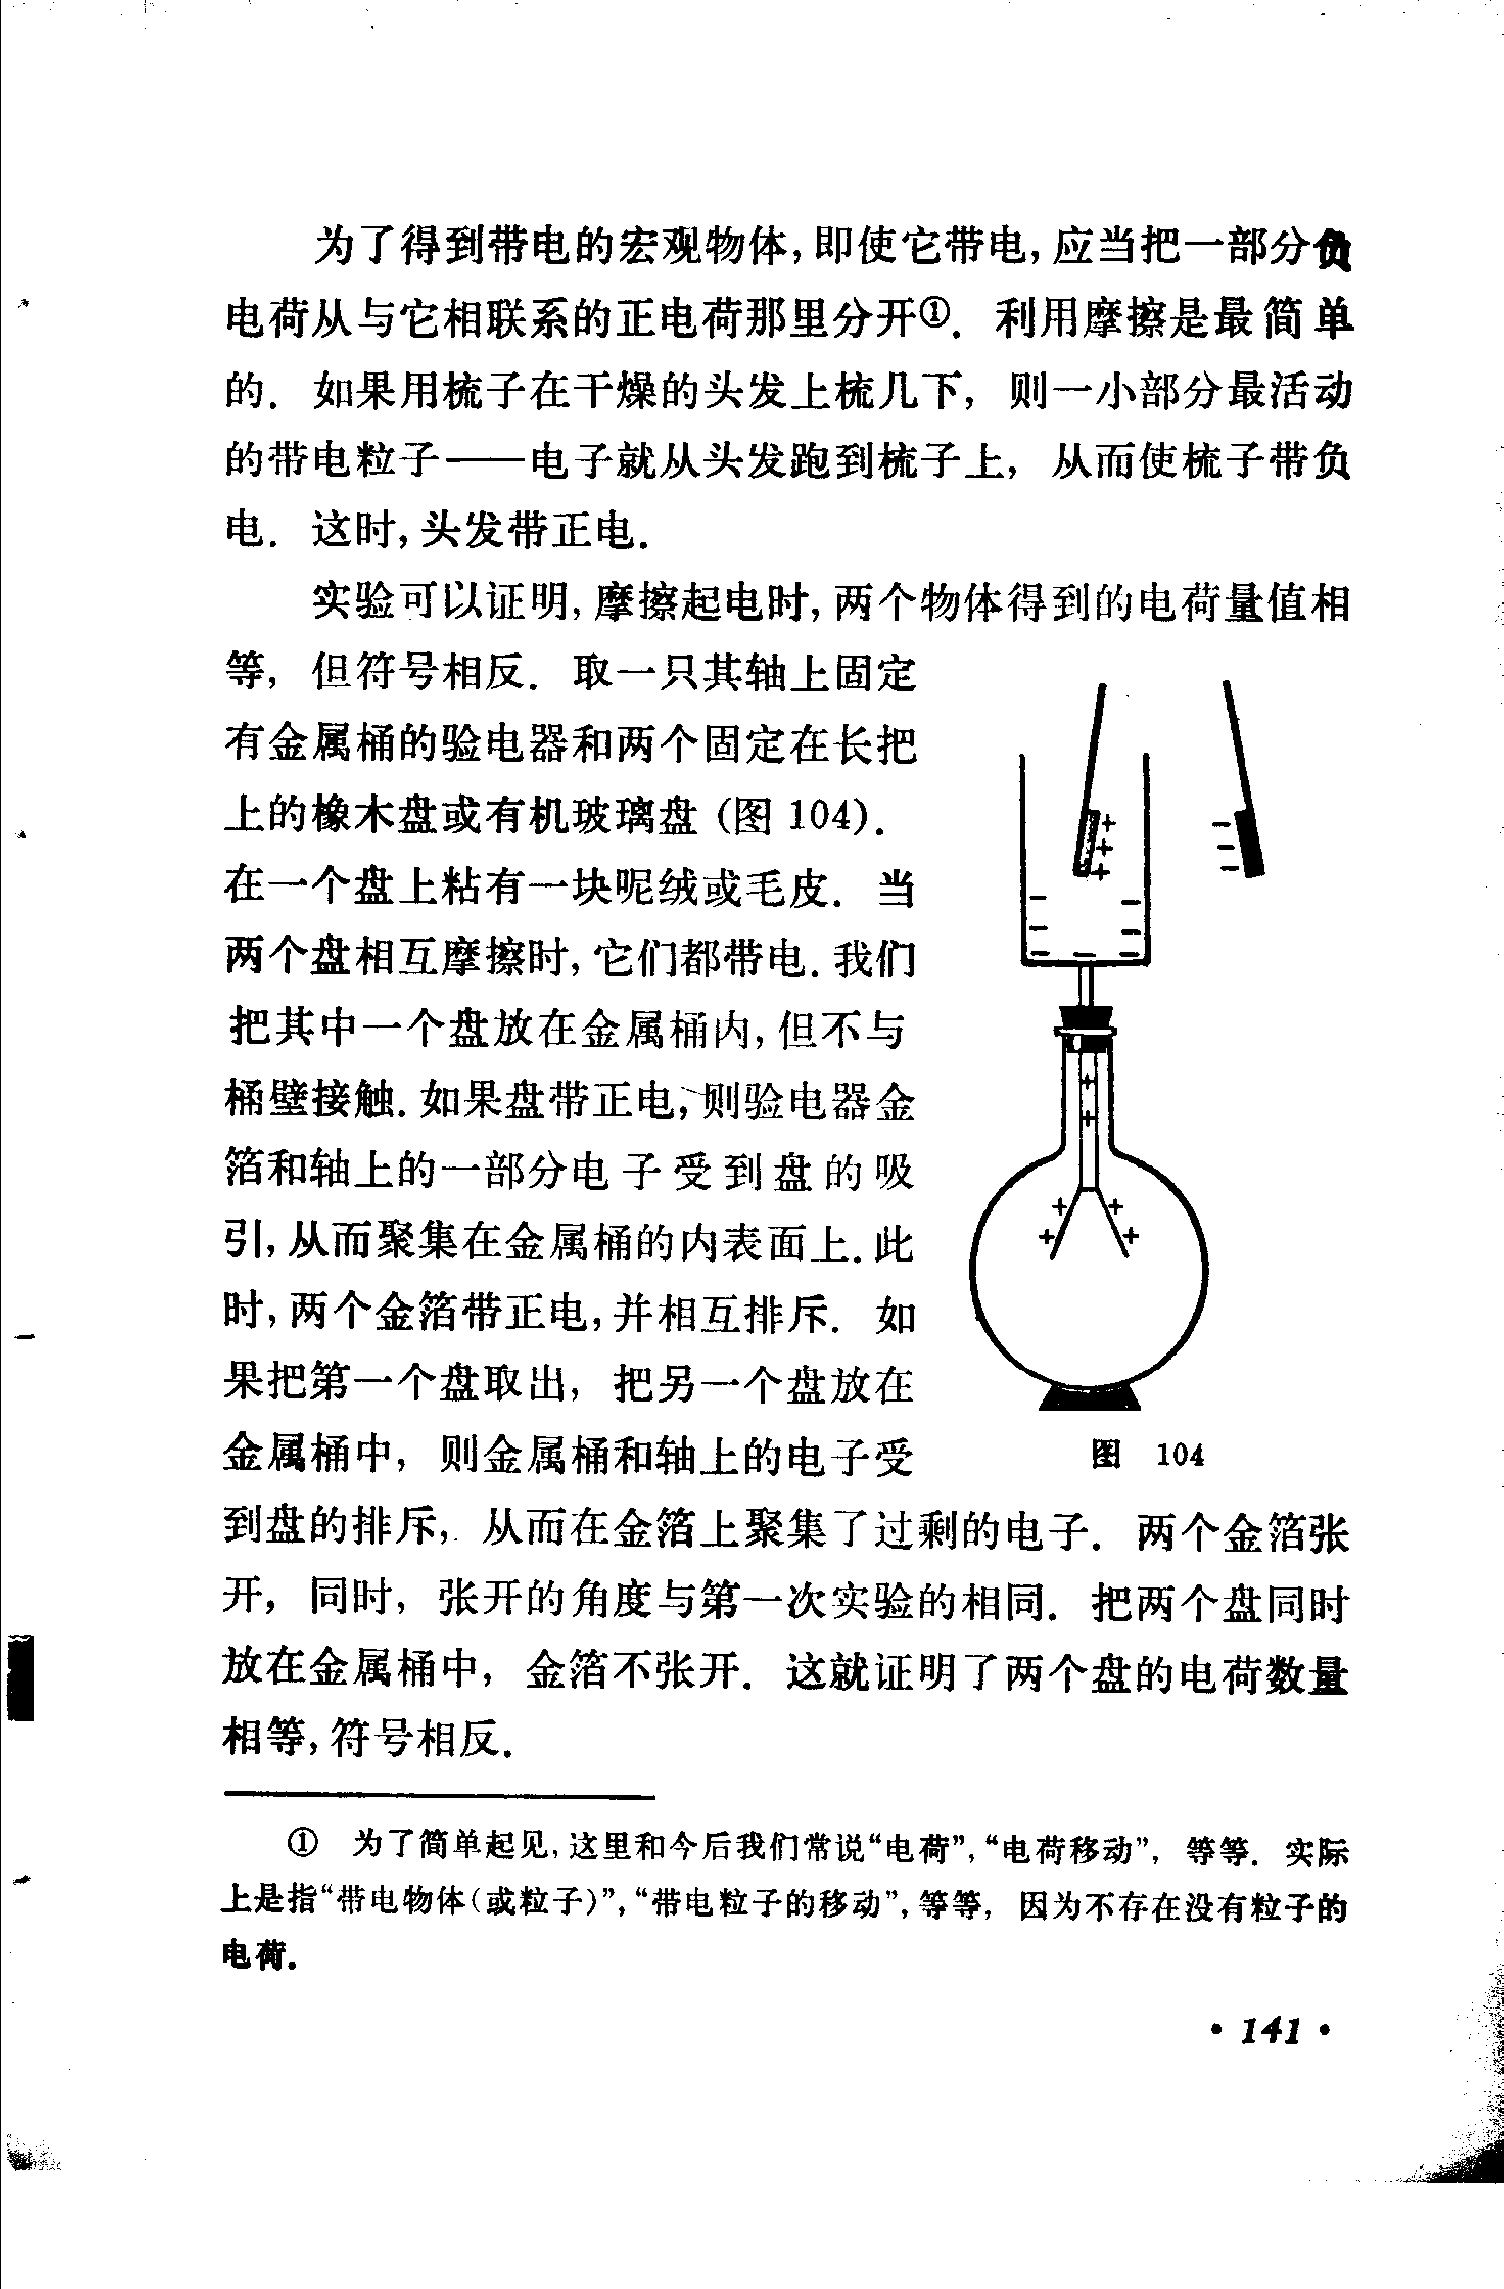 为了得到带电的宏观物体,即使它带电,应当把一部分负
电荷从与它相联系的正电荷那里分开①. 利用摩擦是最简单
的. 如果用梳子在干燥的头发上梳几下, 则一小部分最活动
的带电粒子——电子就从头发跑到梳子上, 从而使梳子带负
电. 这时,头发带正电.
实验可以证明,摩擦起电时,两个物体得到的电荷量值相
等, 但符号相反. 取一只其轴上固定
有金属桶的验电器和两个固定在长把
上的橡木盘或有机玻璃盘 (图 104).
在一个盘上粘有一块呢绒或毛皮. 当
两个盘相互摩擦时,它们都带电.我们
把其中一个盘放在金属桶内,但不与
桶壁接触.如果盘带正电,则验电器金
箔和轴上的一部分电子受到盘的吸
引,从而聚集在金属桶的内表面上.此
时,两个金箔带正电,并相互排斥. 如
果把第一个盘取出, 把另一个盘放在
金属桶中, 则金属桶和轴上的电子受
到盘的排斥, 从而在金箔上聚集了过剩的电子. 两个金箔张
开, 同时, 张开的角度与第一次实验的相同. 把两个盘同时
放在金属桶中, 金箔不张开. 这就证明了两个盘的电荷数量
相等,符号相反.
图 104
① 为了简单起见,这里和今后我们常说“电荷”,“电荷移动”, 等等. 实际
上是指“带电物体(或粒子)”,“带电粒子的移动”,等等, 因为不存在没有粒子的
电荷.
· 141 ·